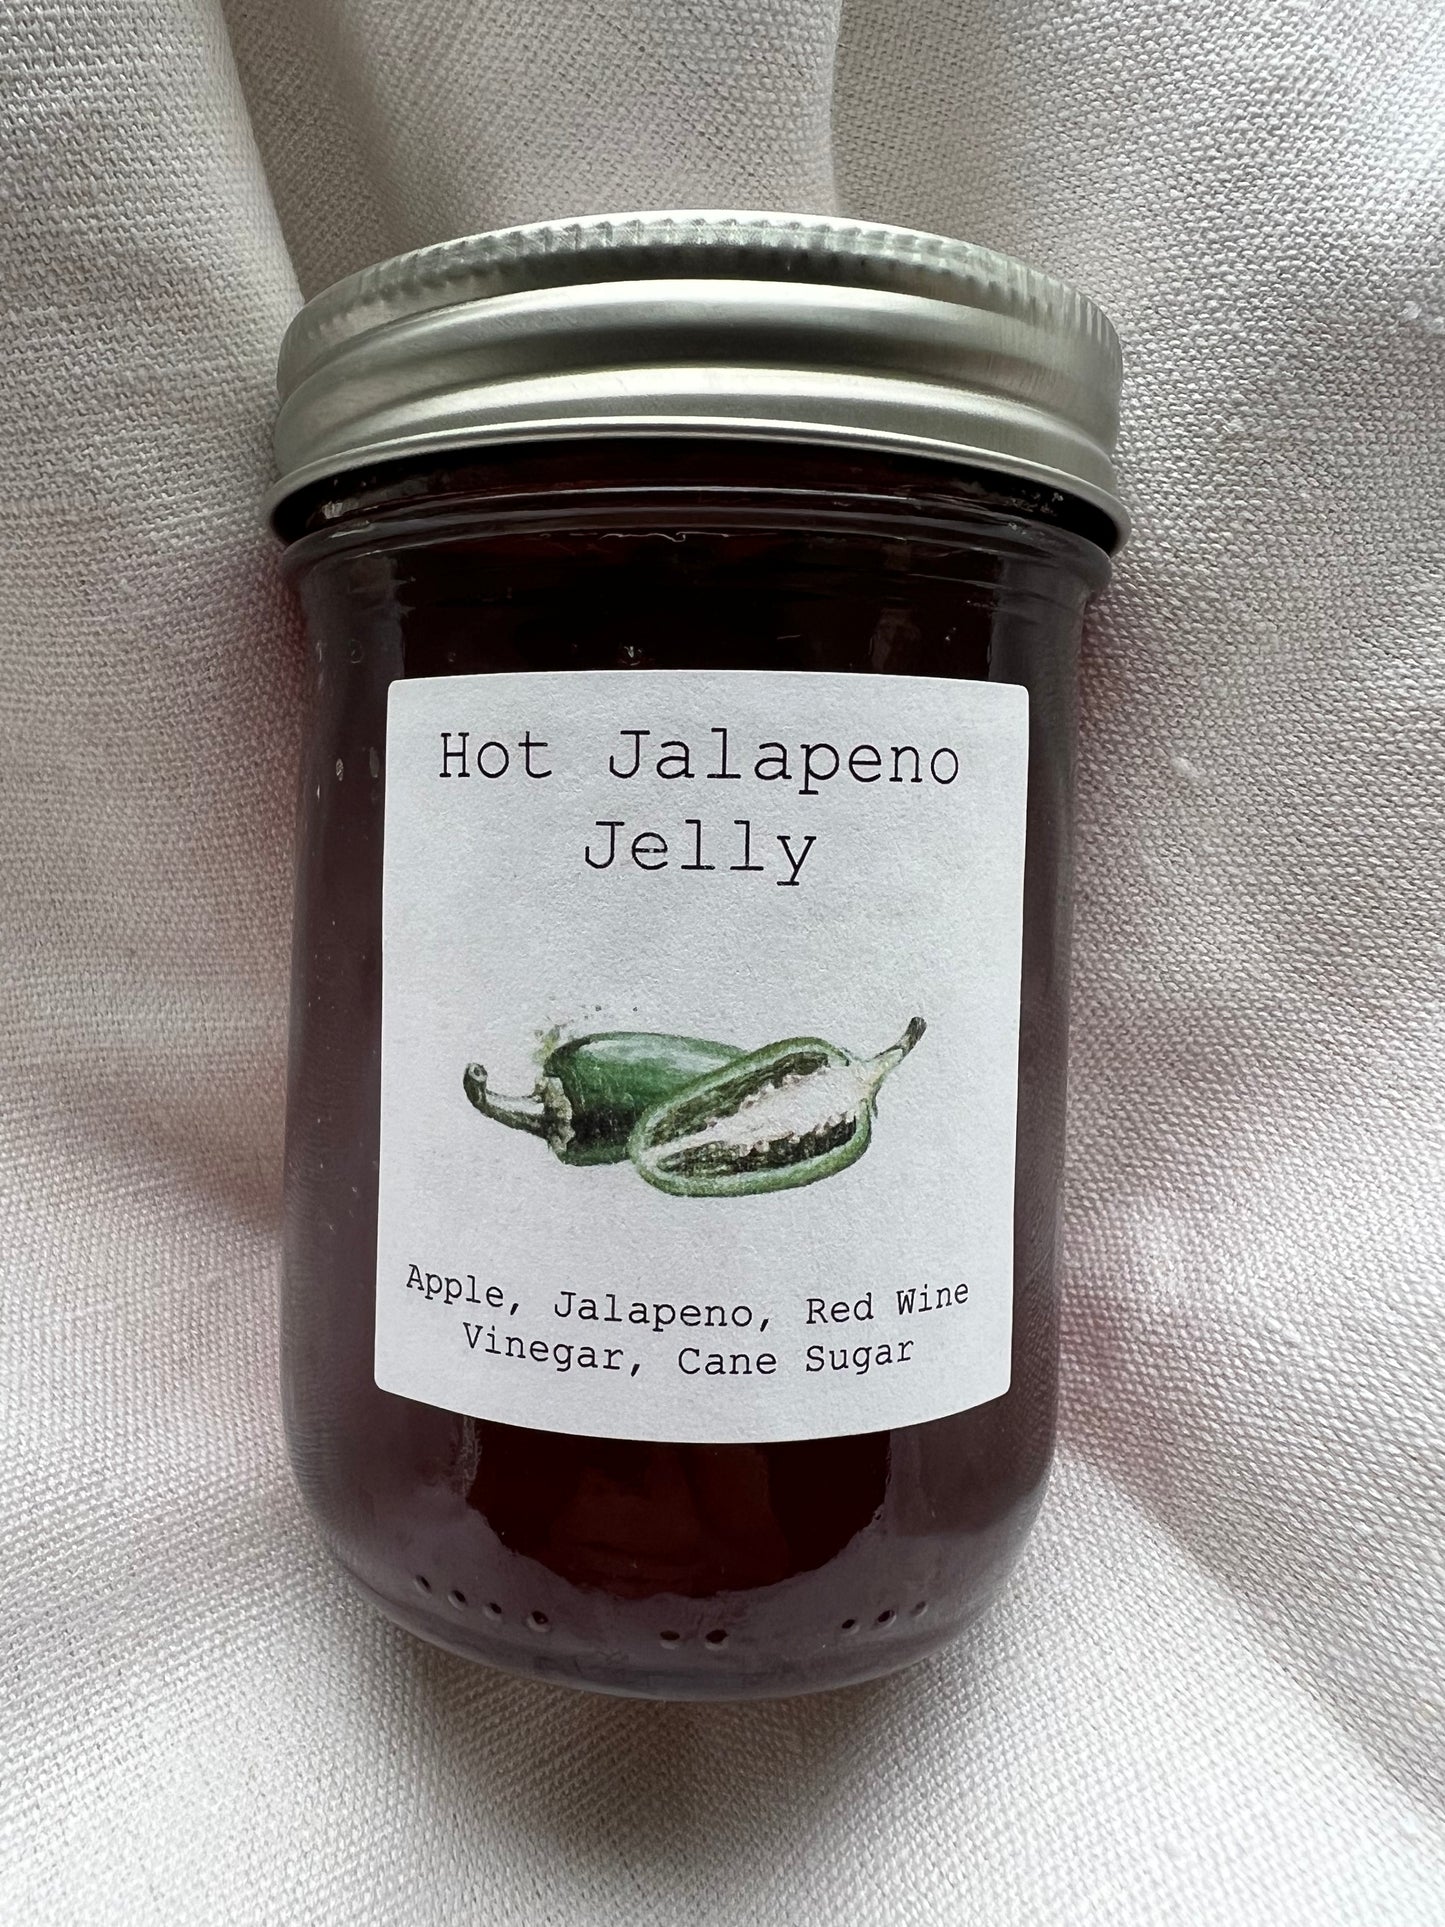 Hot Jalapeno
Jelly
Apple, Jalapeno, Red Wine
Vinegar, Cane Sugar